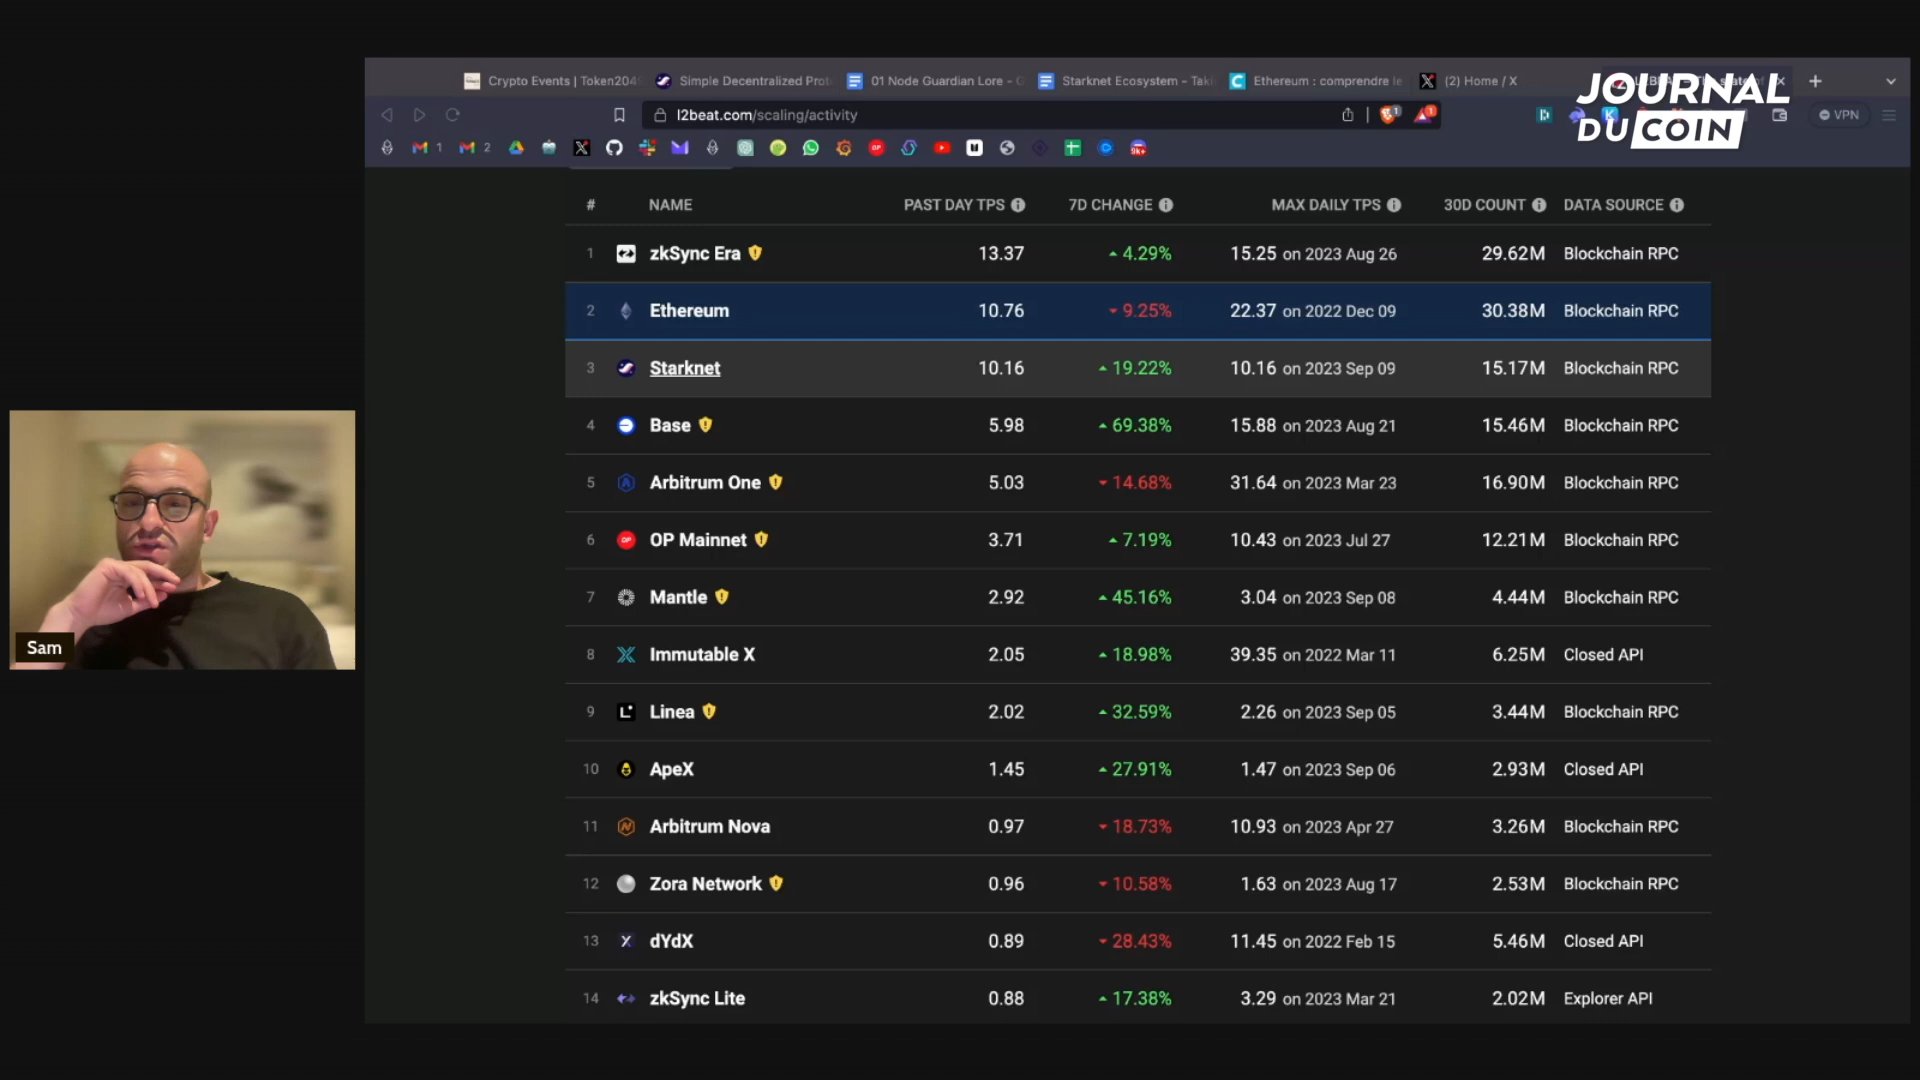 Crypto Events | Token204
Simple Decentralized Prot
01 Node Guardian Lore - G
Starknet Ecosystem - Taki
Ethereum : comprendre le
(2) Home / X
JOURNAL
DU COIN
l2beat.com/scaling/activity
1
1
VPN
1
2
9k+
# NAME PAST DAY TPS 7D CHANGE MAX DAILY TPS 30D COUNT DATA SOURCE
1 zkSync Era 13.37 4.29% 15.25 on 2023 Aug 26 29.62M Blockchain RPC
2 Ethereum 10.76 9.25% 22.37 on 2022 Dec 09 30.38M Blockchain RPC
3 Starknet 10.16 19.22% 10.16 on 2023 Sep 09 15.17M Blockchain RPC
4 Base 5.98 69.38% 15.88 on 2023 Aug 21 15.46M Blockchain RPC
5 Arbitrum One 5.03 14.68% 31.64 on 2023 Mar 23 16.90M Blockchain RPC
6 OP Mainnet 3.71 7.19% 10.43 on 2023 Jul 27 12.21M Blockchain RPC
7 Mantle 2.92 45.16% 3.04 on 2023 Sep 08 4.44M Blockchain RPC
8 Immutable X 2.05 18.98% 39.35 on 2022 Mar 11 6.25M Closed API
9 Linea 2.02 32.59% 2.26 on 2023 Sep 05 3.44M Blockchain RPC
10 ApeX 1.45 27.91% 1.47 on 2023 Sep 06 2.93M Closed API
11 Arbitrum Nova 0.97 18.73% 10.93 on 2023 Apr 27 3.26M Blockchain RPC
12 Zora Network 0.96 10.58% 1.63 on 2023 Aug 17 2.53M Blockchain RPC
13 dYdX 0.89 28.43% 11.45 on 2022 Feb 15 5.46M Closed API
14 zkSync Lite 0.88 17.38% 3.29 on 2023 Mar 21 2.02M Explorer API
Sam